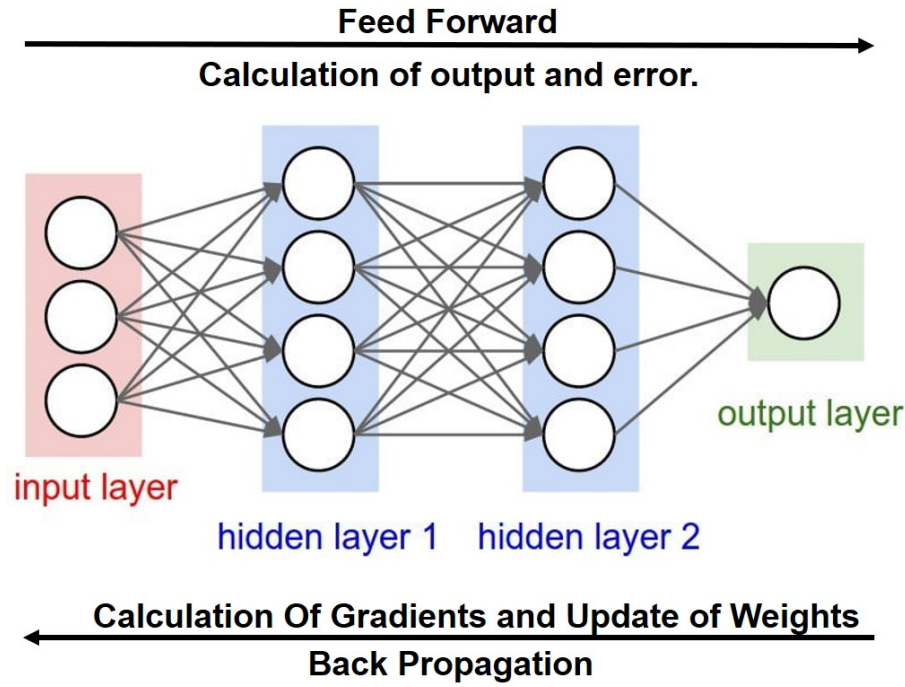 Feed Forward
Calculation of output and error.
input layer
hidden layer 1
hidden layer 2
output layer
Calculation Of Gradients and Update of Weights
Back Propagation